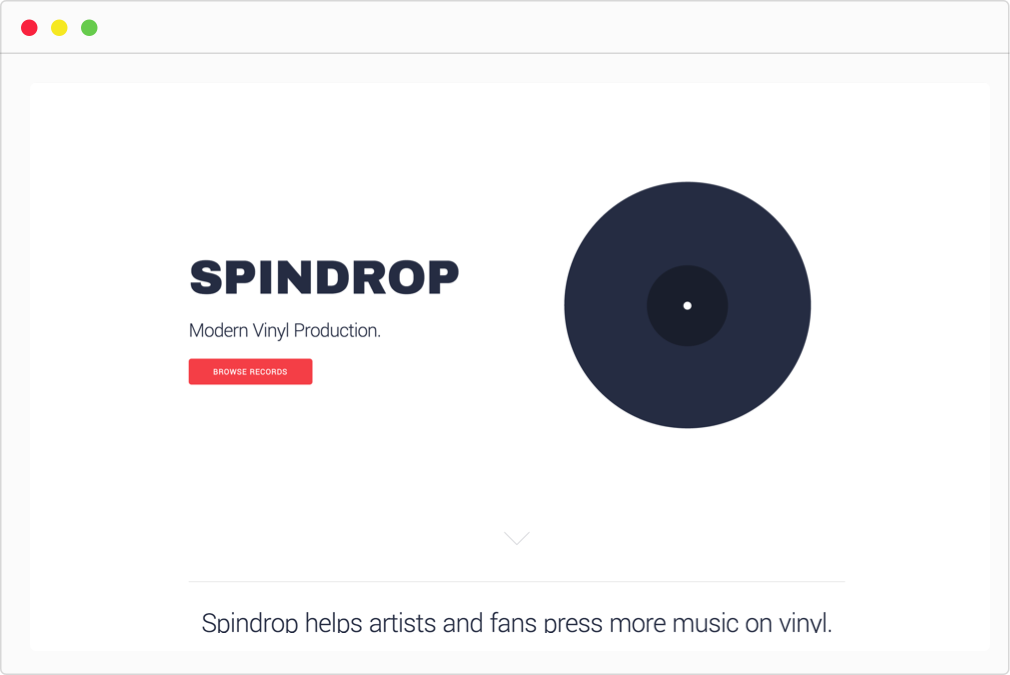 SPINDROP
Modern Vinyl Production.
BROWSE RECORDS
Spindrop helps artists and fans press more music on vinyl.